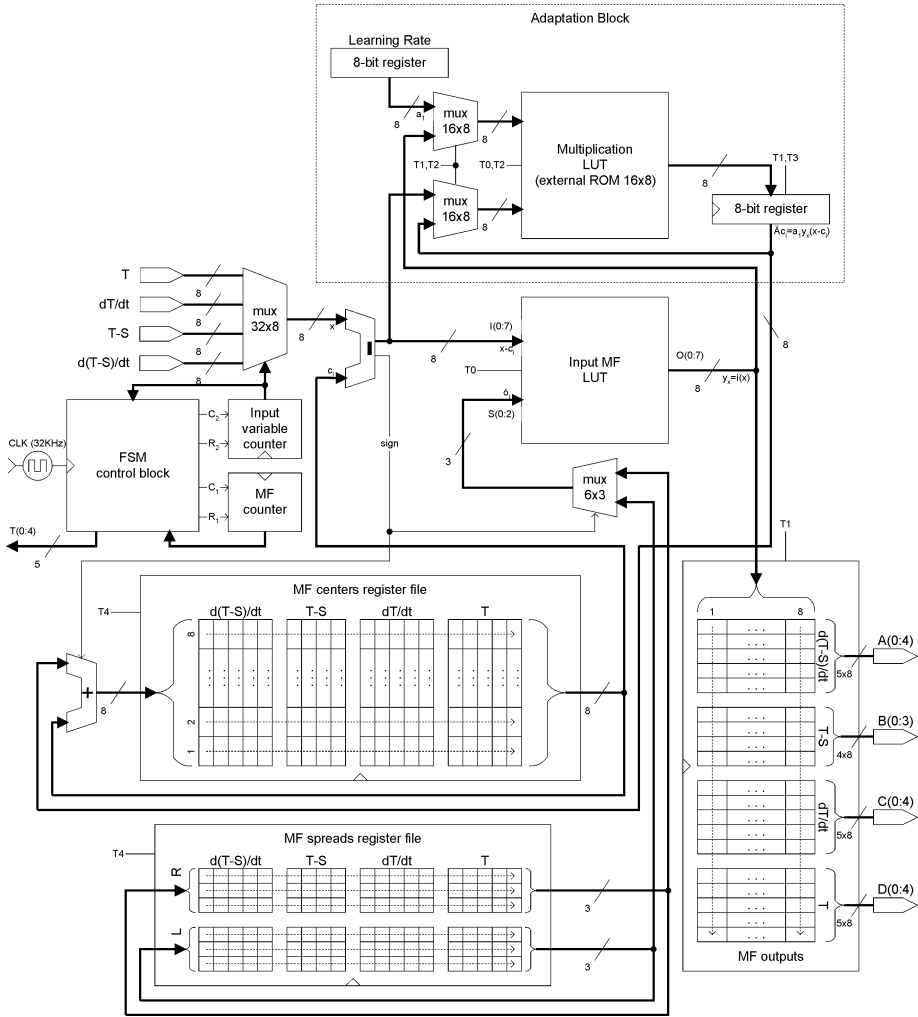 Adaptation Block
Learning Rate
8-bit register
8
a1
mux
16x8
8
T1,T2
mux
16x8
8
T0,T2
Multiplication
LUT
(external ROM 16x8)
8
T1,T3
8-bit register
Äci=a1yx(x-ci)
8
T
8
dT/dt
8
T-S
8
d(T-S)/dt
8
mux
32x8
8
x
ci
8
I(0:7)
x-ci
T0
Input MF
LUT
S(0:2)
O(0:7)
8
yx=i(x)
sign
3
mux
6x3
CLK (32KHz)
FSM
control block
C2
R2
Input
variable
counter
C1
R1
MF
counter
T(0:4)
5
T1
MF centers register file
T4
d(T-S)/dt
T-S
dT/dt
T
8
2
1
+
8
8
MF spreads register file
T4
d(T-S)/dt
T-S
dT/dt
T
R
3
L
3
1
8
d(T-S)/dt
5x8
A(0:4)
T-S
4x8
B(0:3)
dT/dt
5x8
C(0:4)
T
5x8
D(0:4)
MF outputs